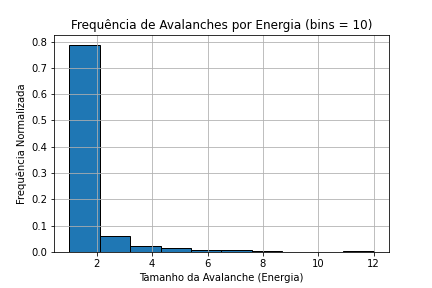 Frequência de Avalanches por Energia (bins = 10)
Frequência Normalizada
0.8
0.7
0.6
0.5
0.4
0.3
0.2
0.1
0.0
2 4 6 8 10 12
Tamanho da Avalanche (Energia)